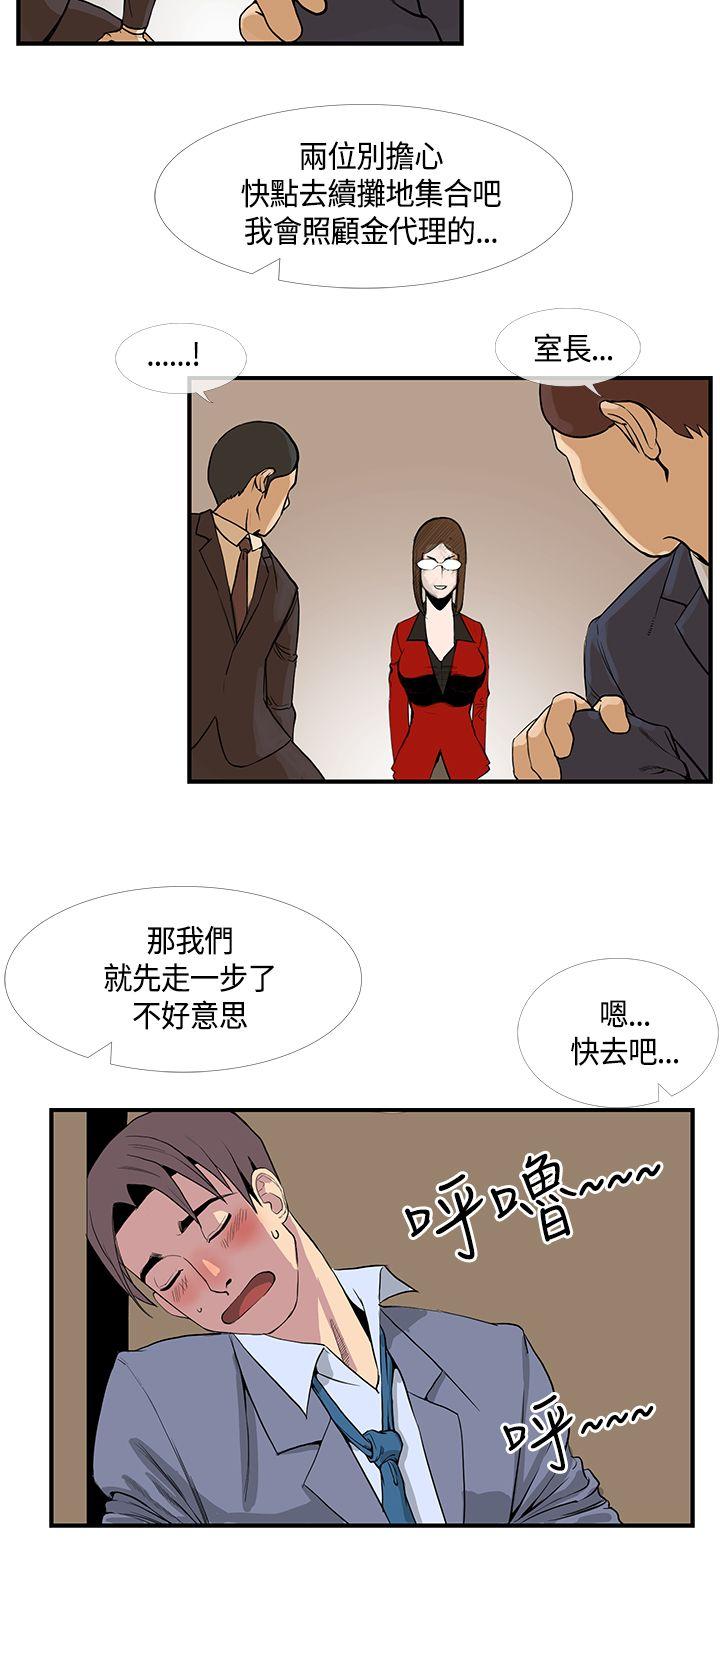 兩位別擔心
快點去續攤地集合吧
我會照顧金代理的...
......!
室長...
那我們
就先走一步了
不好意思
嗯...
快去吧...
呼嚕~~~~
呼~~~~